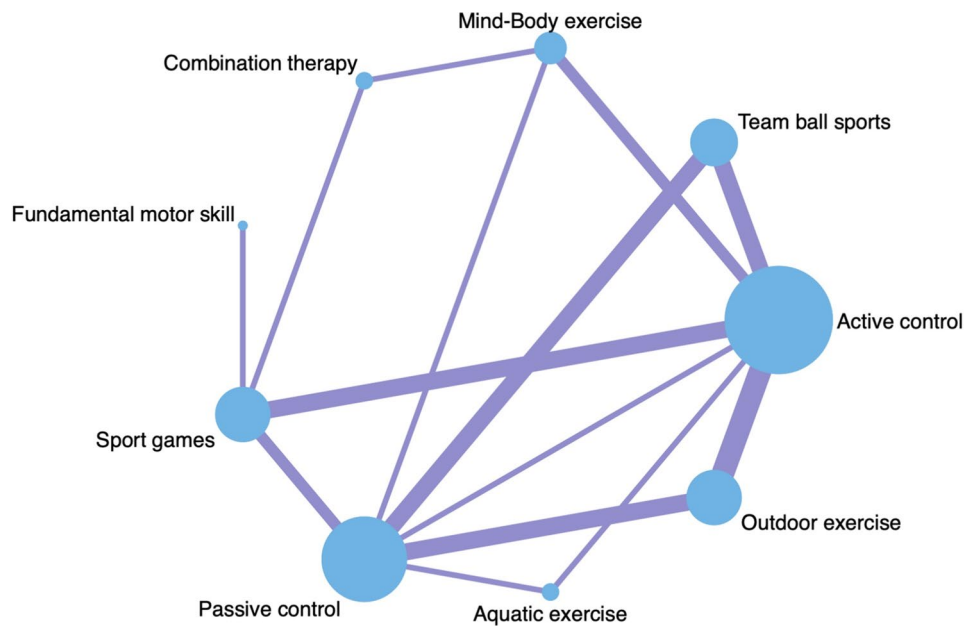 Mind-Body exercise
Combination therapy
Team ball sports
Fundamental motor skill
Active control
Sport games
Outdoor exercise
Passive control
Aquatic exercise